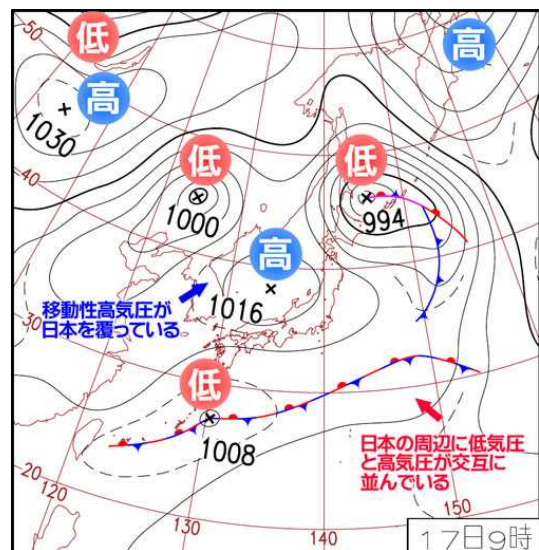 50
低
高
高
1030
40
低
低
1000
994
高
移動性高気圧が
日本を覆っている
1016
30
低
1008
日本の周辺に低気圧
と高気圧が交互に
並んでいる
20
120
130
140
150
17日9時